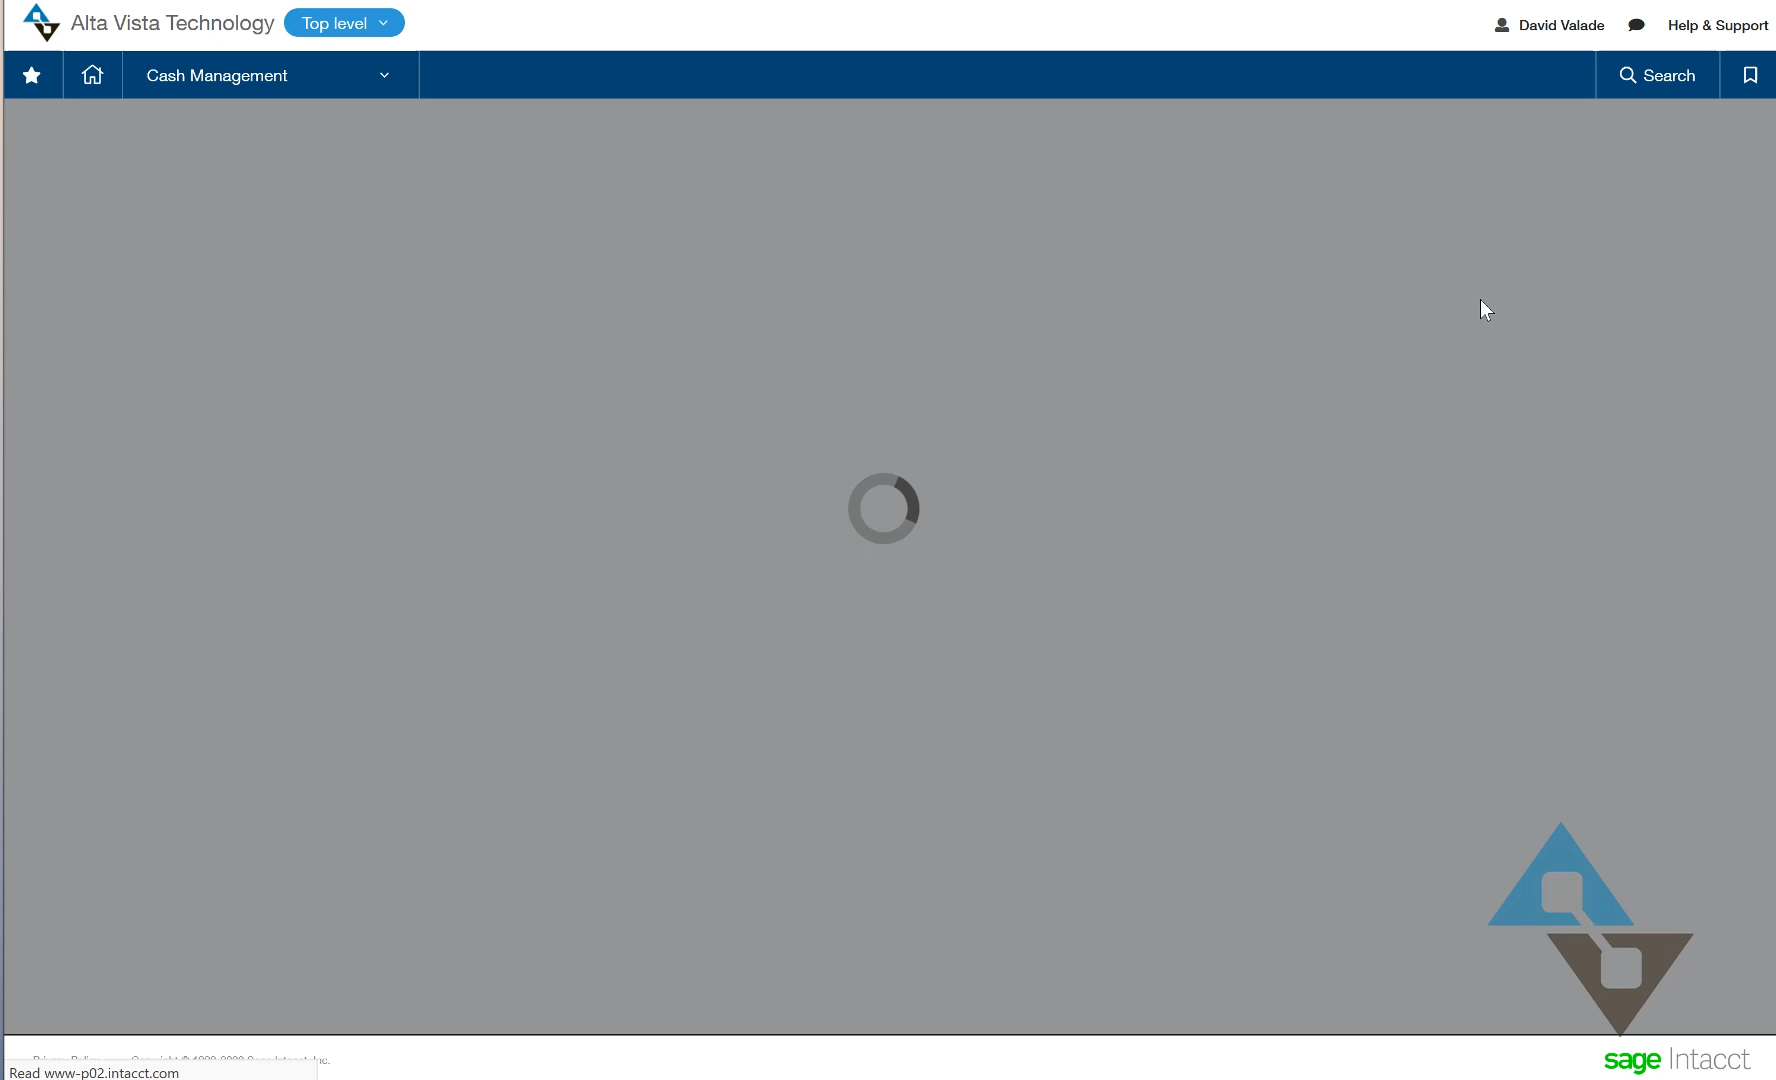 Alta Vista Technology
Top level
David Valade
Help & Support
Cash Management
Search
Read www-p02.intacct.com
sage Intacct